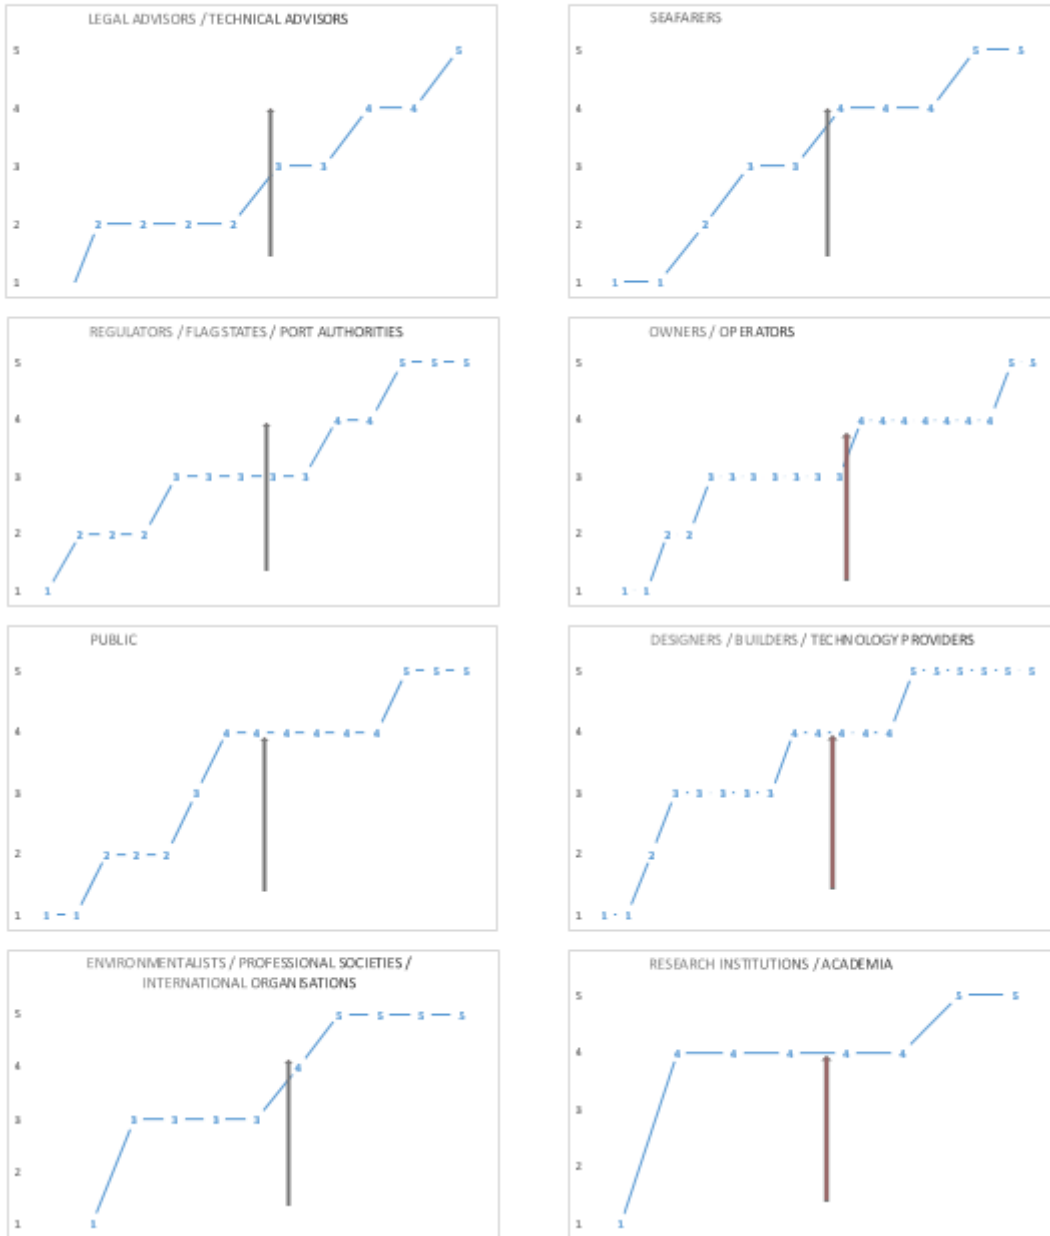 LEGAL ADVISORS / TECHNICAL ADVISORS
5
4
3
2
1
2 2 2 2 3 3 4 4 5
SEAFARERS
5
4
3
2
1
1 1 2 3 3 4 4 4 5 5
REGULATORS / FLAG STATES / PORT AUTHORITIES
5
4
3
2
1
1 2 2 2 3 3 3 3 3 4 4 5 5 5
OWNERS / OPERATORS
5
4
3
2
1
1 1 2 2 3 3 3 3 3 3 3 4 4 4 4 4 4 4 5 5
PUBLIC
5
4
3
2
1
1 1 2 2 2 3 4 4 4 4 4 4 5 5 5
DESIGNERS / BUILDERS / TECHNOLOGY PROVIDERS
5
4
3
2
1
1 1 2 3 3 3 3 3 4 4 4 4 4 5 5 5 5 5 5
ENVIRONMENTALISTS / PROFESSIONAL SOCIETIES /
INTERNATIONAL ORGANISATIONS
5
4
3
2
1
1 3 3 3 3 4 5 5 5 5
RESEARCH INSTITUTIONS / ACADEMIA
5
4
3
2
1
1 4 4 4 4 4 5 5